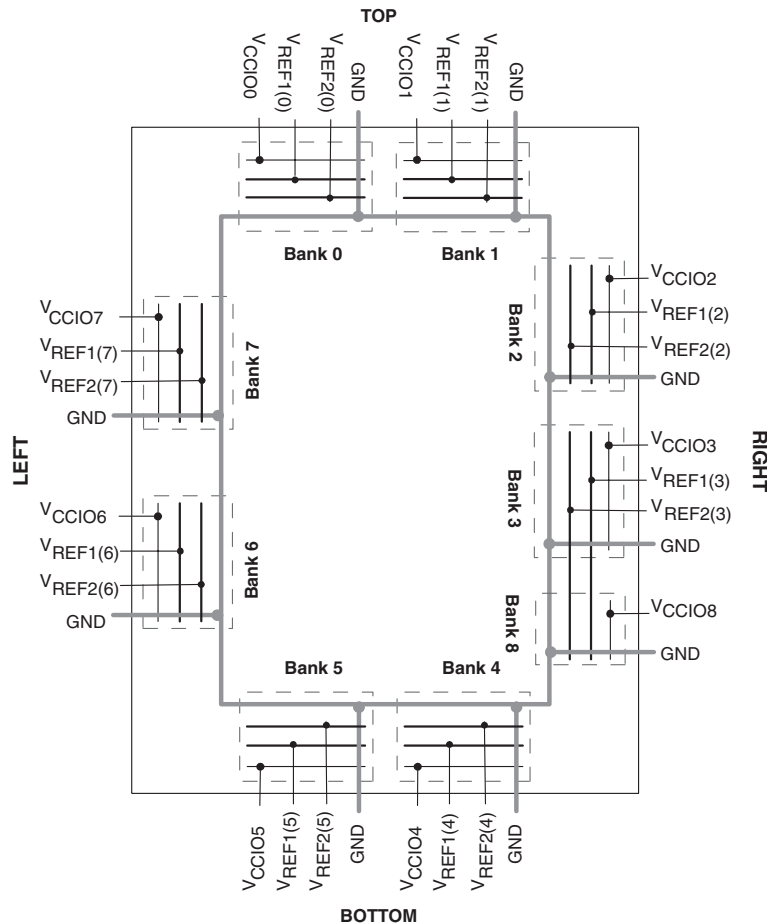 TOP
VCCIO0
VREF1(0)
VREF2(0)
GND
VCCIO1
VREF1(1)
VREF2(1)
GND
Bank 0
Bank 1
VCCIO2
VREF1(2)
VREF2(2)
GND
Bank 2
VCCIO7
VREF1(7)
VREF2(7)
GND
Bank 7
LEFT
RIGHT
VCCIO3
VREF1(3)
VREF2(3)
GND
Bank 3
VCCIO6
VREF1(6)
VREF2(6)
GND
Bank 6
VCCIO8
GND
Bank 8
Bank 5
Bank 4
VCCIO5
VREF1(5)
VREF2(5)
GND
VCCIO4
VREF1(4)
VREF2(4)
GND
BOTTOM